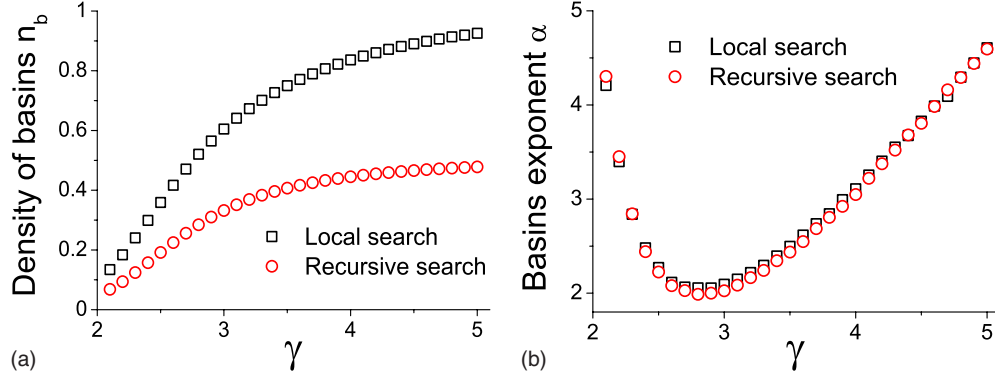 Density of basins n_b
1
0.8
0.6
0.4
0.2
0
2
3
4
5
γ
Local search
Recursive search
(a)
Basins exponent α
5
4
3
2
2
3
4
5
γ
Local search
Recursive search
(b)